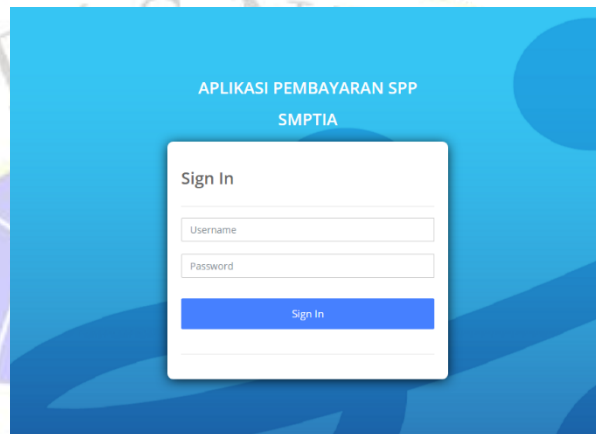 APLIKASI PEMBAYARAN SPP
SMPTIA
Sign In
Username
Password
Sign In